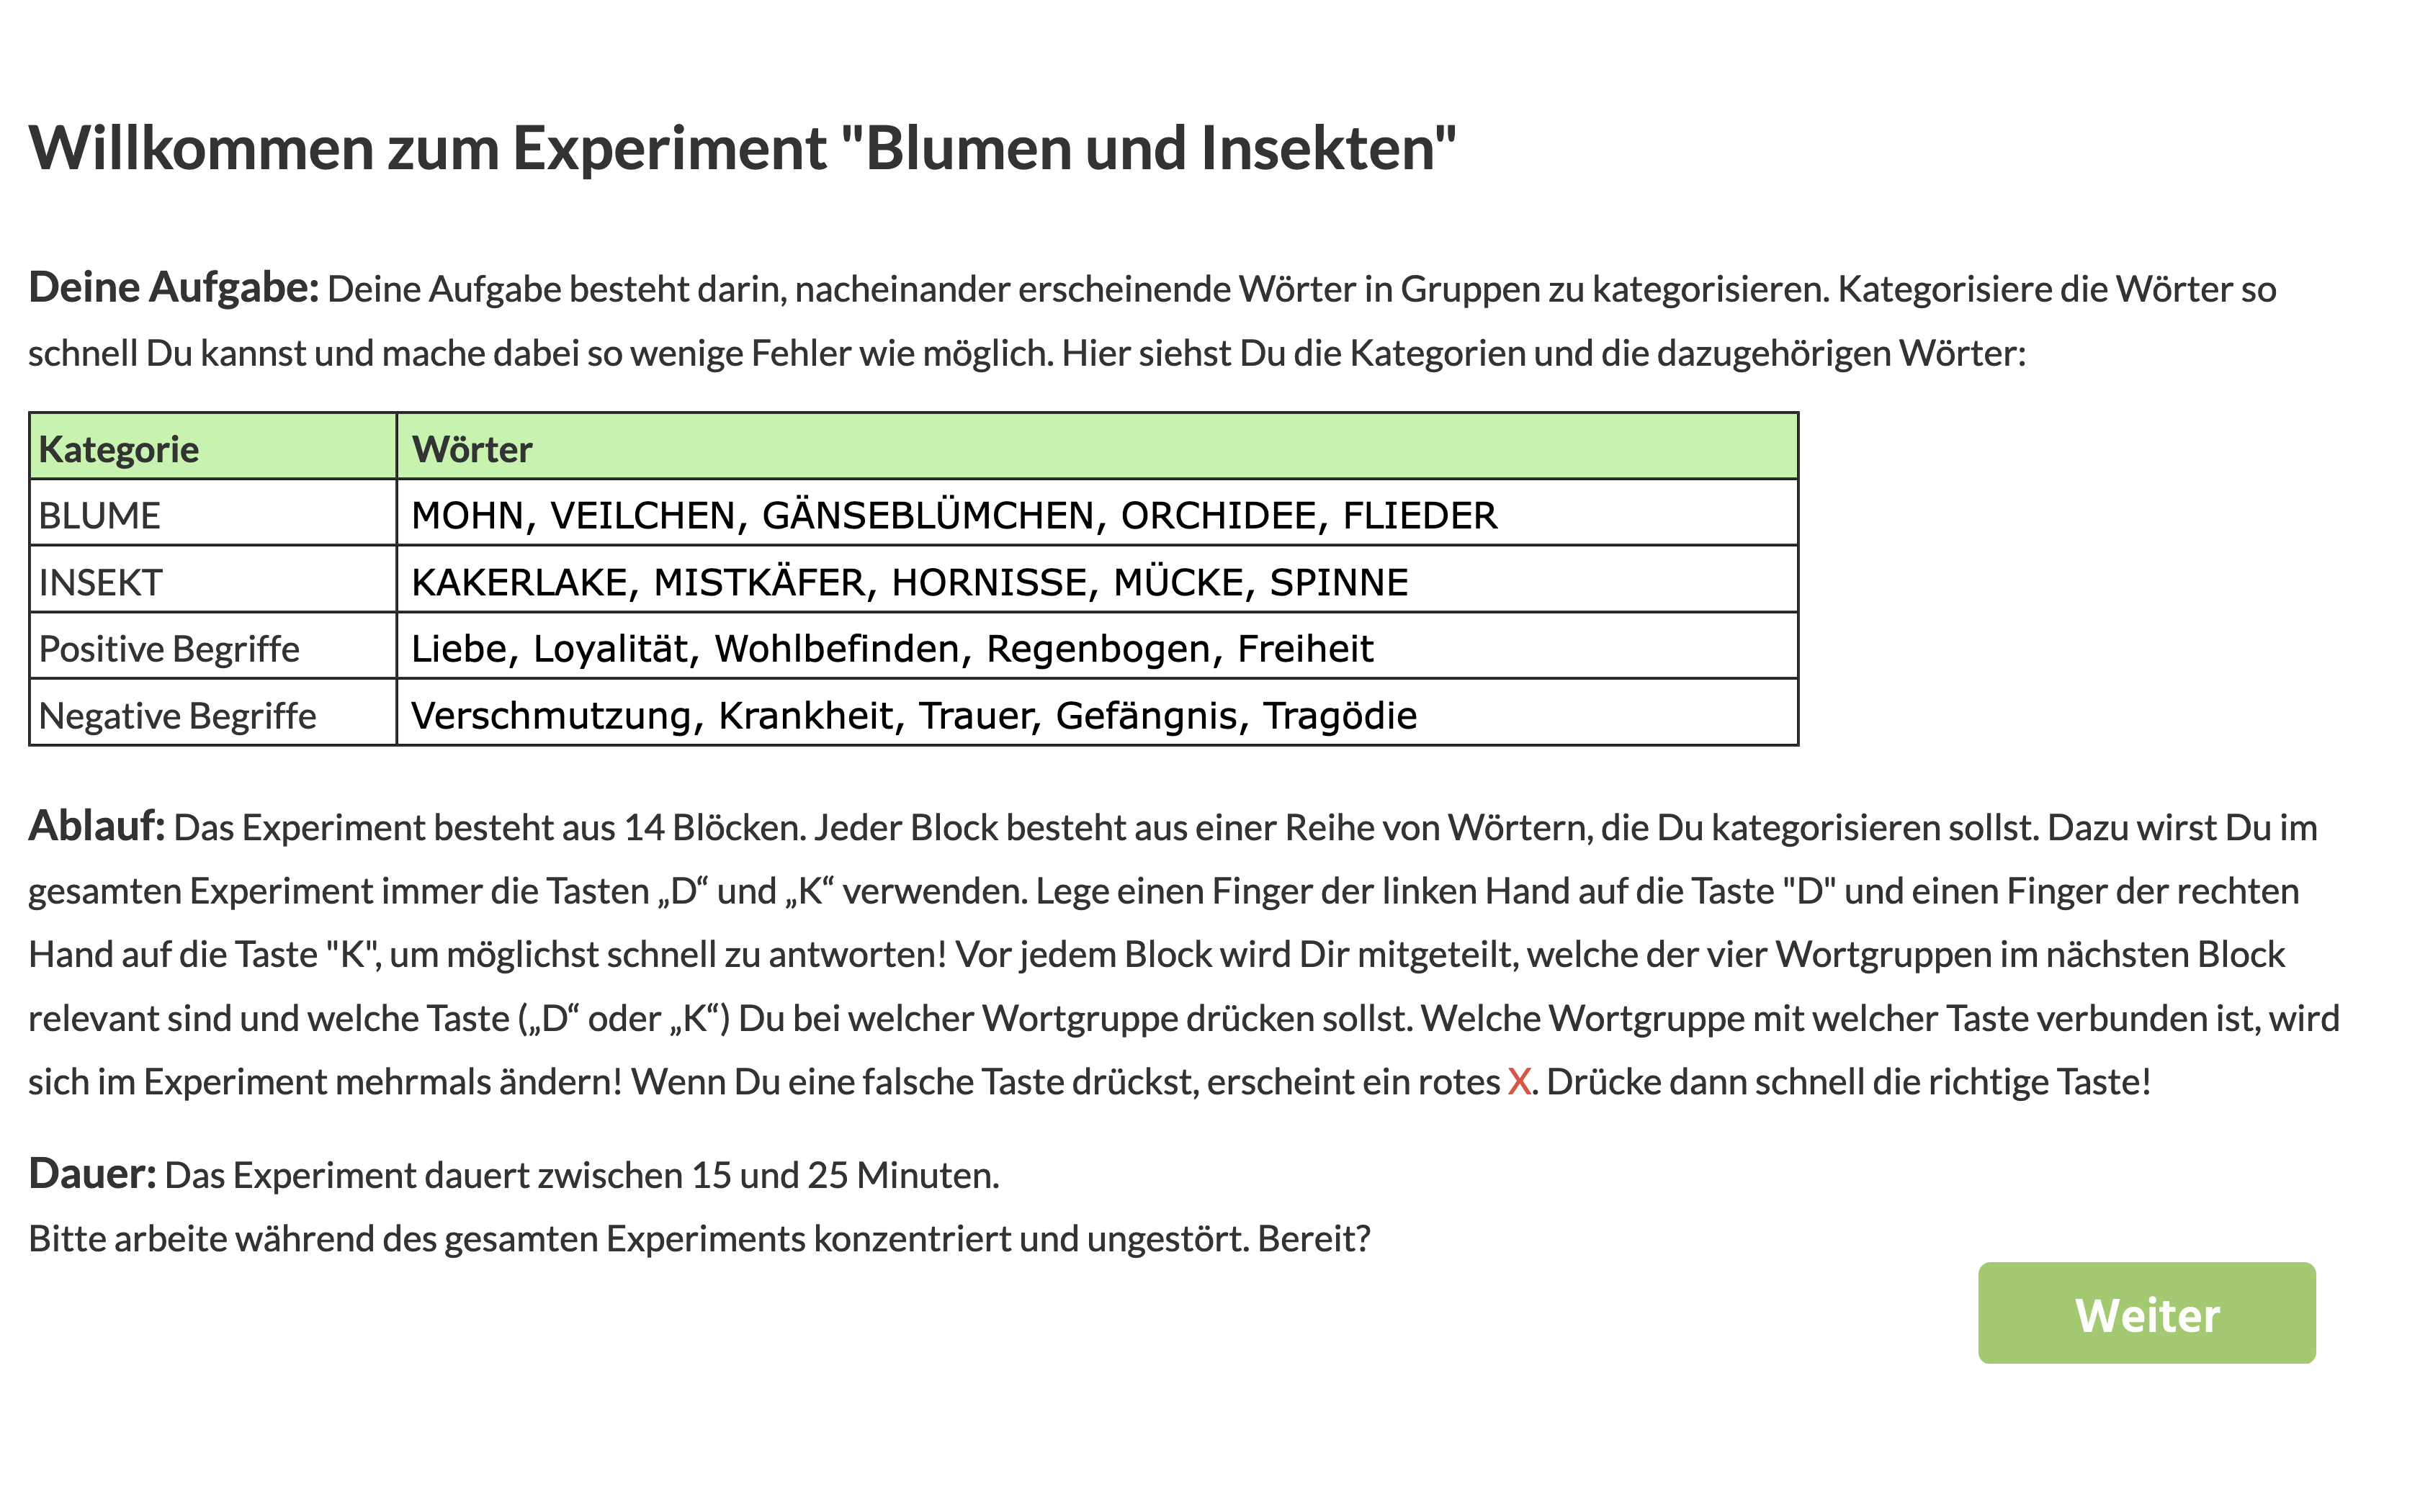 Willkommen zum Experiment "Blumen und Insekten"
Deine Aufgabe: Deine Aufgabe besteht darin, nacheinander erscheinende Wörter in Gruppen zu kategorisieren. Kategorisiere die Wörter so
schnell Du kannst und mache dabei so wenige Fehler wie möglich. Hier siehst Du die Kategorien und die dazugehörigen Wörter:
Kategorie Wörter
BLUME MOHN, VEILCHEN, GÄNSEBLÜMCHEN, ORCHIDEE, FLIEDER
INSEKT KAKERLAKE, MISTKÄFER, HORNISSE, MÜCKE, SPINNE
Positive Begriffe Liebe, Loyalität, Wohlbefinden, Regenbogen, Freiheit
Negative Begriffe Verschmutzung, Krankheit, Trauer, Gefängnis, Tragödie
Ablauf: Das Experiment besteht aus 14 Blöcken. Jeder Block besteht aus einer Reihe von Wörtern, die Du kategorisieren sollst. Dazu wirst Du im
gesamten Experiment immer die Tasten „D“ und „K“ verwenden. Lege einen Finger der linken Hand auf die Taste "D" und einen Finger der rechten
Hand auf die Taste "K", um möglichst schnell zu antworten! Vor jedem Block wird Dir mitgeteilt, welche der vier Wortgruppen im nächsten Block
relevant sind und welche Taste („D“ oder „K“) Du bei welcher Wortgruppe drücken sollst. Welche Wortgruppe mit welcher Taste verbunden ist, wird
sich im Experiment mehrmals ändern! Wenn Du eine falsche Taste drückst, erscheint ein rotes X. Drücke dann schnell die richtige Taste!
Dauer: Das Experiment dauert zwischen 15 und 25 Minuten.
Bitte arbeite während des gesamten Experiments konzentriert und ungestört. Bereit?
Weiter